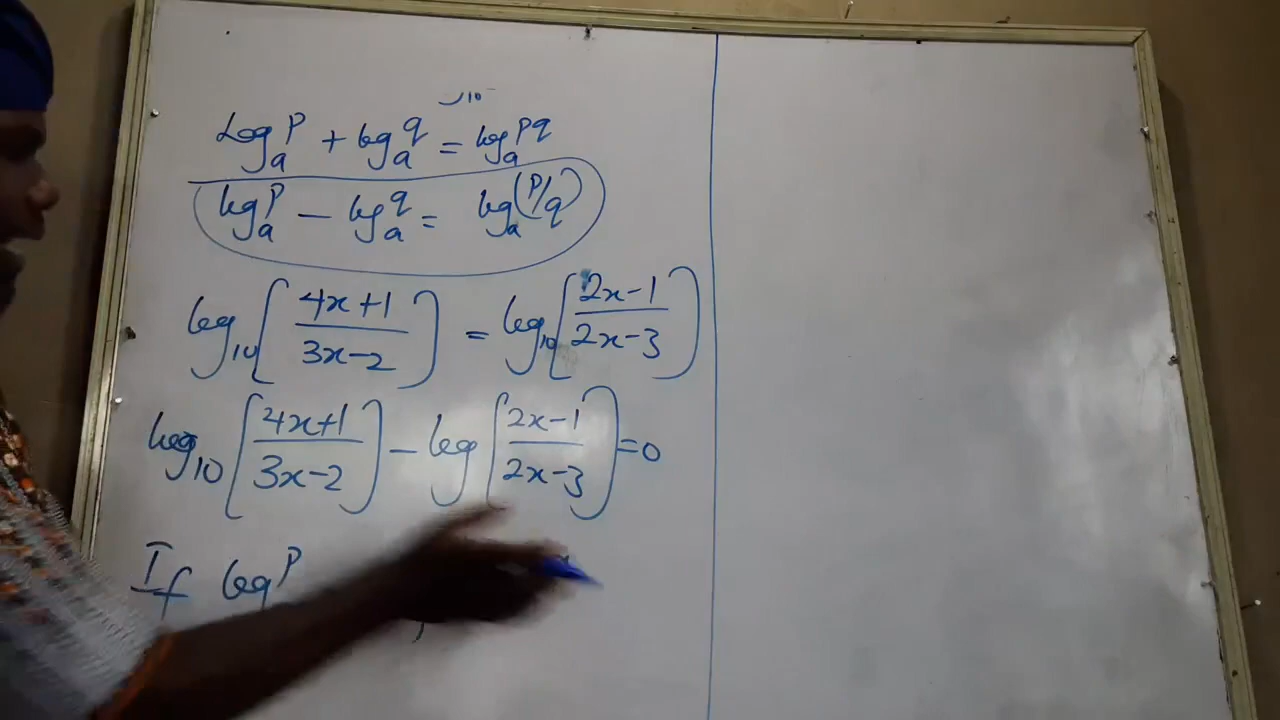 10
Log_a P + log_a q = log_a pq
log_a P − log_a q = log_a (P/q)
log_10 [(4x+1)/(3x−2)] = log_10 [(2x−1)/(2x−3)]
log_10 [(4x+1)/(3x−2)] − log [(2x−1)/(2x−3)] = 0
If log P